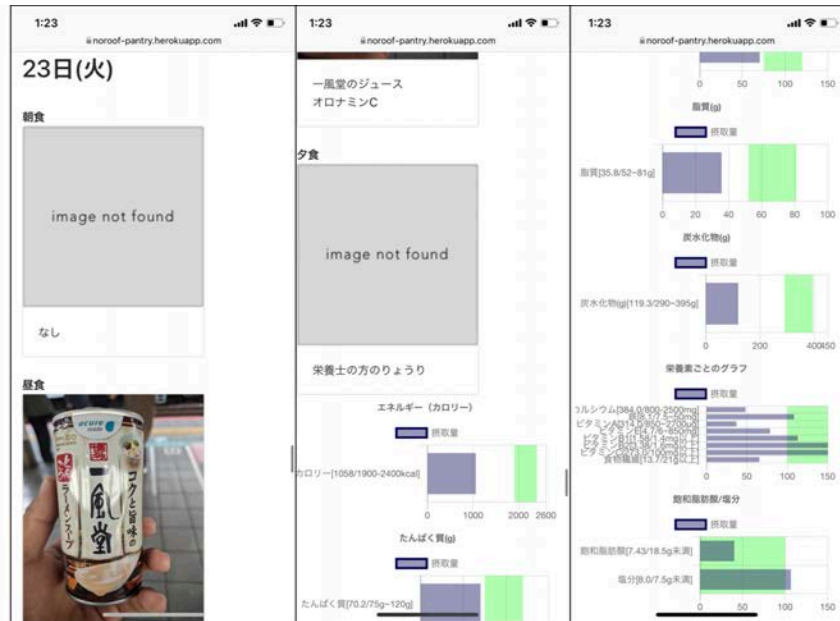 1:23
noroof-pantry.herokuapp.com
23日(火)
朝食
image not found
なし
昼食
ecute
一風堂
コクと旨味の
ラーメンスープ
1:23
noroof-pantry.herokuapp.com
一風堂のジュース
オロナミンC
夕食
image not found
栄養士の方のりょうり
エネルギー（カロリー）
摂取量
カロリー[1058/1900-2400kcal]
0 1000 2000 2600
たんぱく質(g)
摂取量
たんぱく質[70.2/75g~120g]
1:23
noroof-pantry.herokuapp.com
0 50 100 150
脂質(g)
摂取量
脂質[35.8/52~81g]
0 20 40 60 80 100
炭水化物(g)
摂取量
炭水化物(g)[119.3/290~395g]
0 200 400 450
栄養素ごとのグラフ
摂取量
カルシウム[384.0/800-2500mg]
食物繊維[13.7/21g以上]
0 50 100 150
飽和脂肪酸/塩分
摂取量
飽和脂肪酸[7.43/18.5g未満]
塩分[8.0/7.5g未満]
0 50 100 150